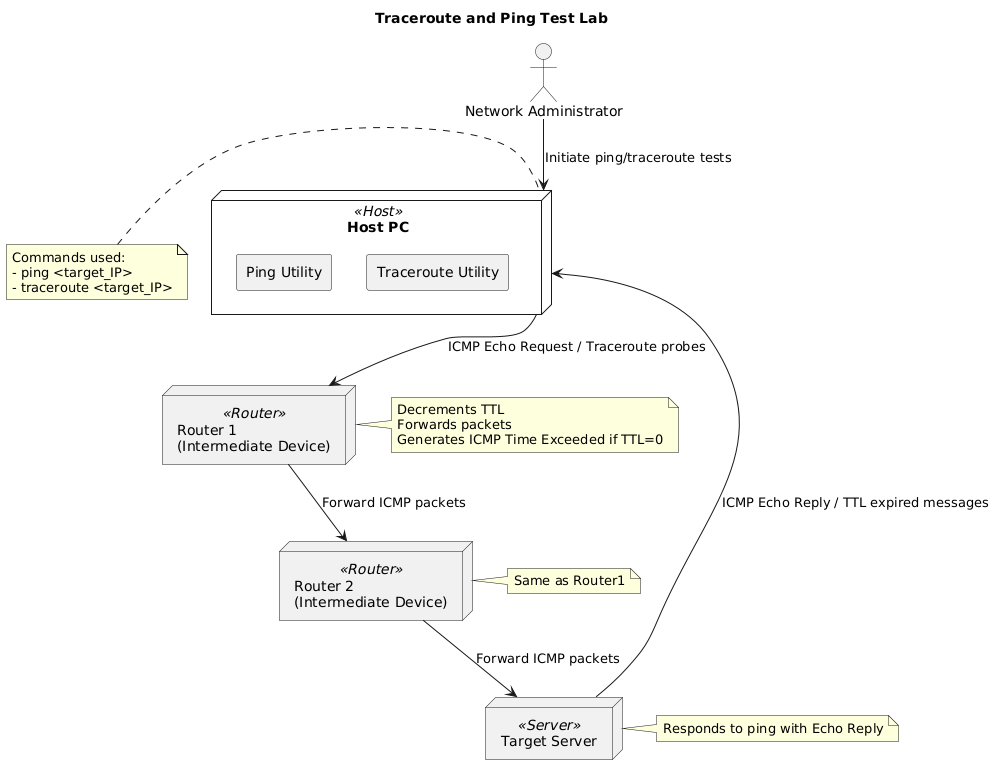 Traceroute and Ping Test Lab
Network Administrator
Initiate ping/traceroute tests
«Host»
Host PC
Ping Utility
Traceroute Utility
Commands used:
- ping <target_IP>
- traceroute <target_IP>
ICMP Echo Request / Traceroute probes
«Router»
Router 1
(Intermediate Device)
Decrements TTL
Forwards packets
Generates ICMP Time Exceeded if TTL=0
Forward ICMP packets
ICMP Echo Reply / TTL expired messages
«Router»
Router 2
(Intermediate Device)
Same as Router1
Forward ICMP packets
«Server»
Target Server
Responds to ping with Echo Reply